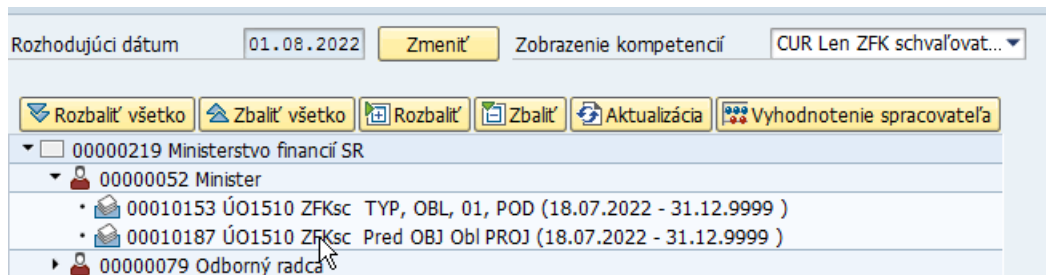 Rozhodujúci dátum 01.08.2022 Zmeniť Zobrazenie kompetencií CUR Len ZFK schvaľovat...
Rozbaliť všetko Zbaliť všetko Rozbaliť Zbaliť Aktualizácia Vyhodnotenie spracovateľa
00000219 Ministerstvo financií SR
00000052 Minister
00010153 ÚO1510 ZFKsc TYP, OBL, 01, POD (18.07.2022 - 31.12.9999 )
00010187 ÚO1510 ZFKsc Pred OBJ Obl PROJ (18.07.2022 - 31.12.9999 )
00000079 Odborný radca